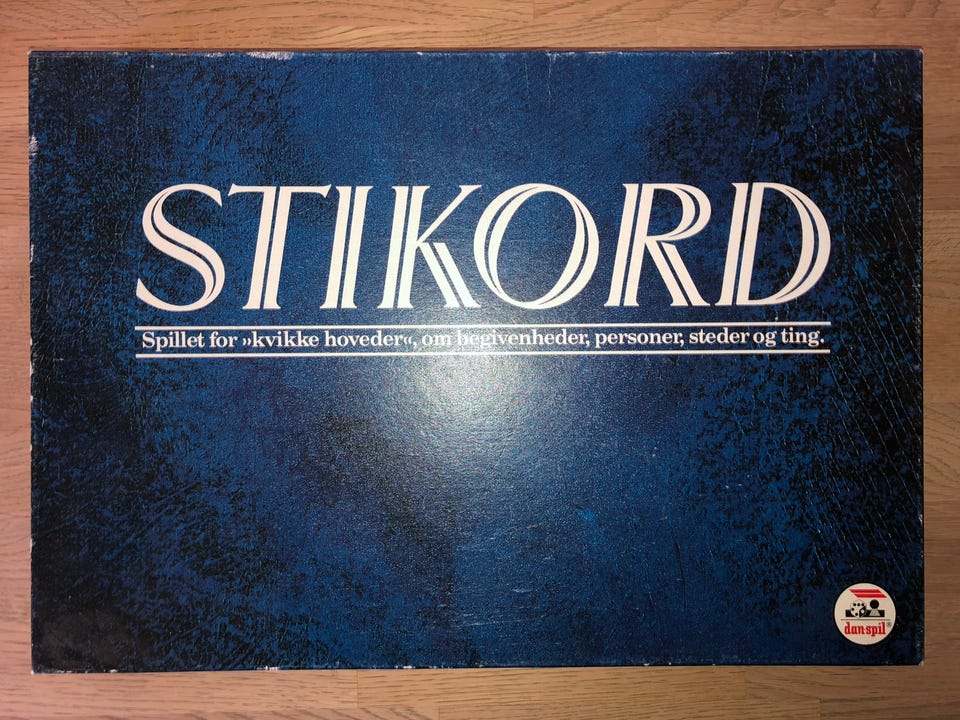 STIKORD
Spillet for »kvikke hoveder«, om begivenheder, personer, steder og ting.
dan-spil®